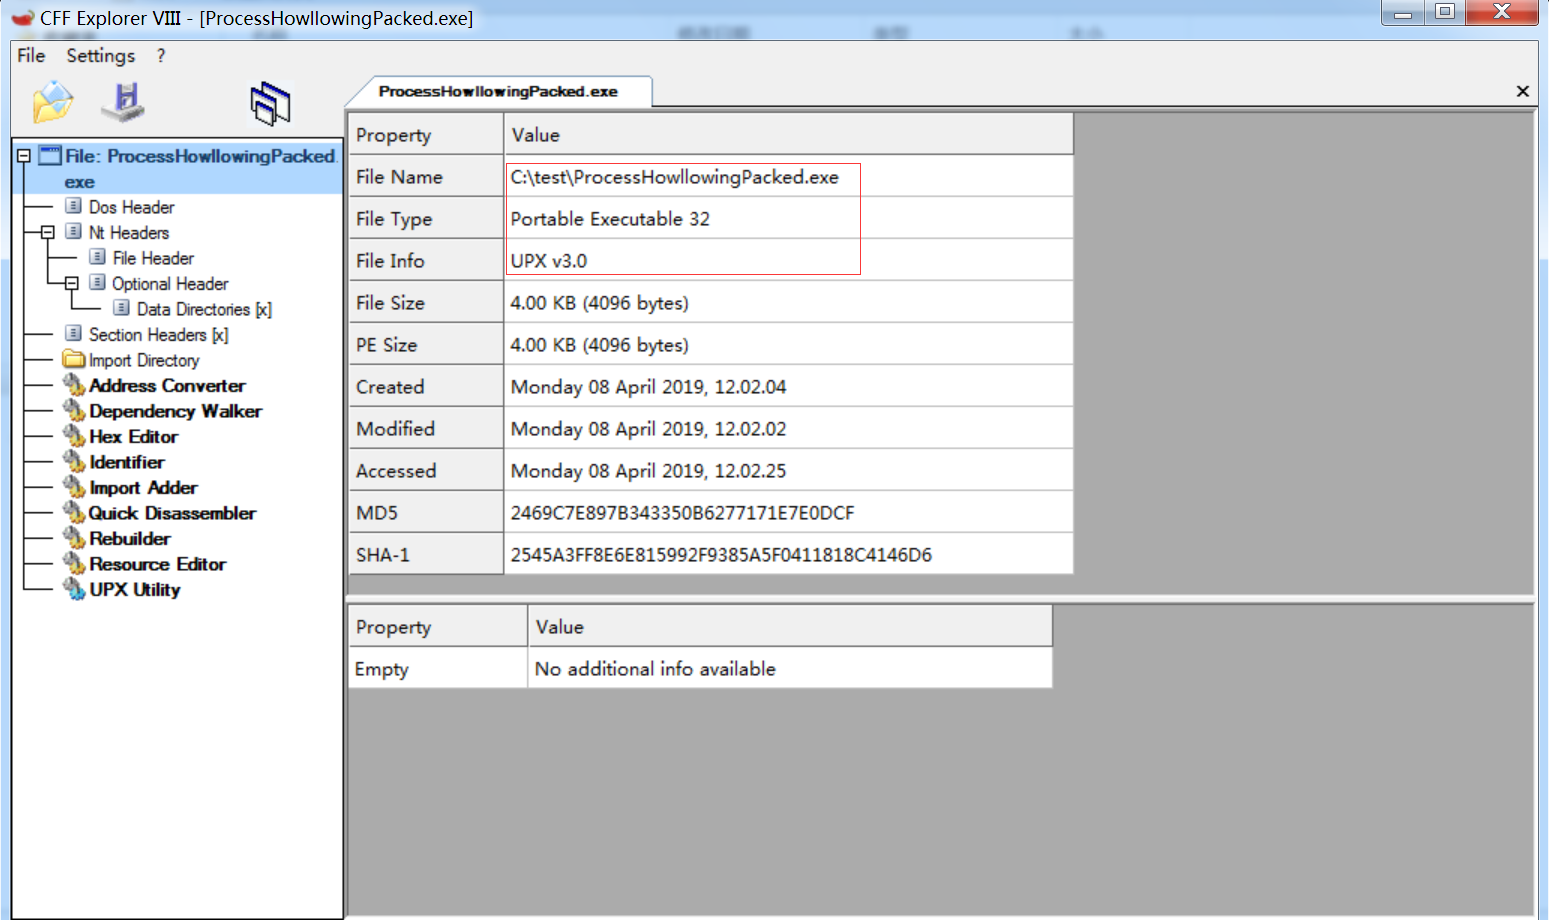 CFF Explorer VIII - [ProcessHowllowingPacked.exe]
File Settings ?
ProcessHowllowingPacked.exe
File: ProcessHowllowingPacked.
exe
Dos Header
Nt Headers
File Header
Optional Header
Data Directories [x]
Section Headers [x]
Import Directory
Address Converter
Dependency Walker
Hex Editor
Identifier
Import Adder
Quick Disassembler
Rebuilder
Resource Editor
UPX Utility
Property Value
File Name C:\test\ProcessHowllowingPacked.exe
File Type Portable Executable 32
File Info UPX v3.0
File Size 4.00 KB (4096 bytes)
PE Size 4.00 KB (4096 bytes)
Created Monday 08 April 2019, 12.02.04
Modified Monday 08 April 2019, 12.02.02
Accessed Monday 08 April 2019, 12.02.25
MD5 2469C7E897B343350B6277171E7E0DCF
SHA-1 2545A3FF8E6E815992F9385A5F0411818C4146D6
Property Value
Empty No additional info available